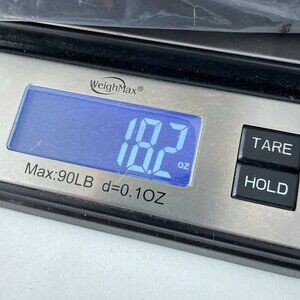 WeighMax®
18.2 oz
TARE
HOLD
Max:90LB d=0.1OZ